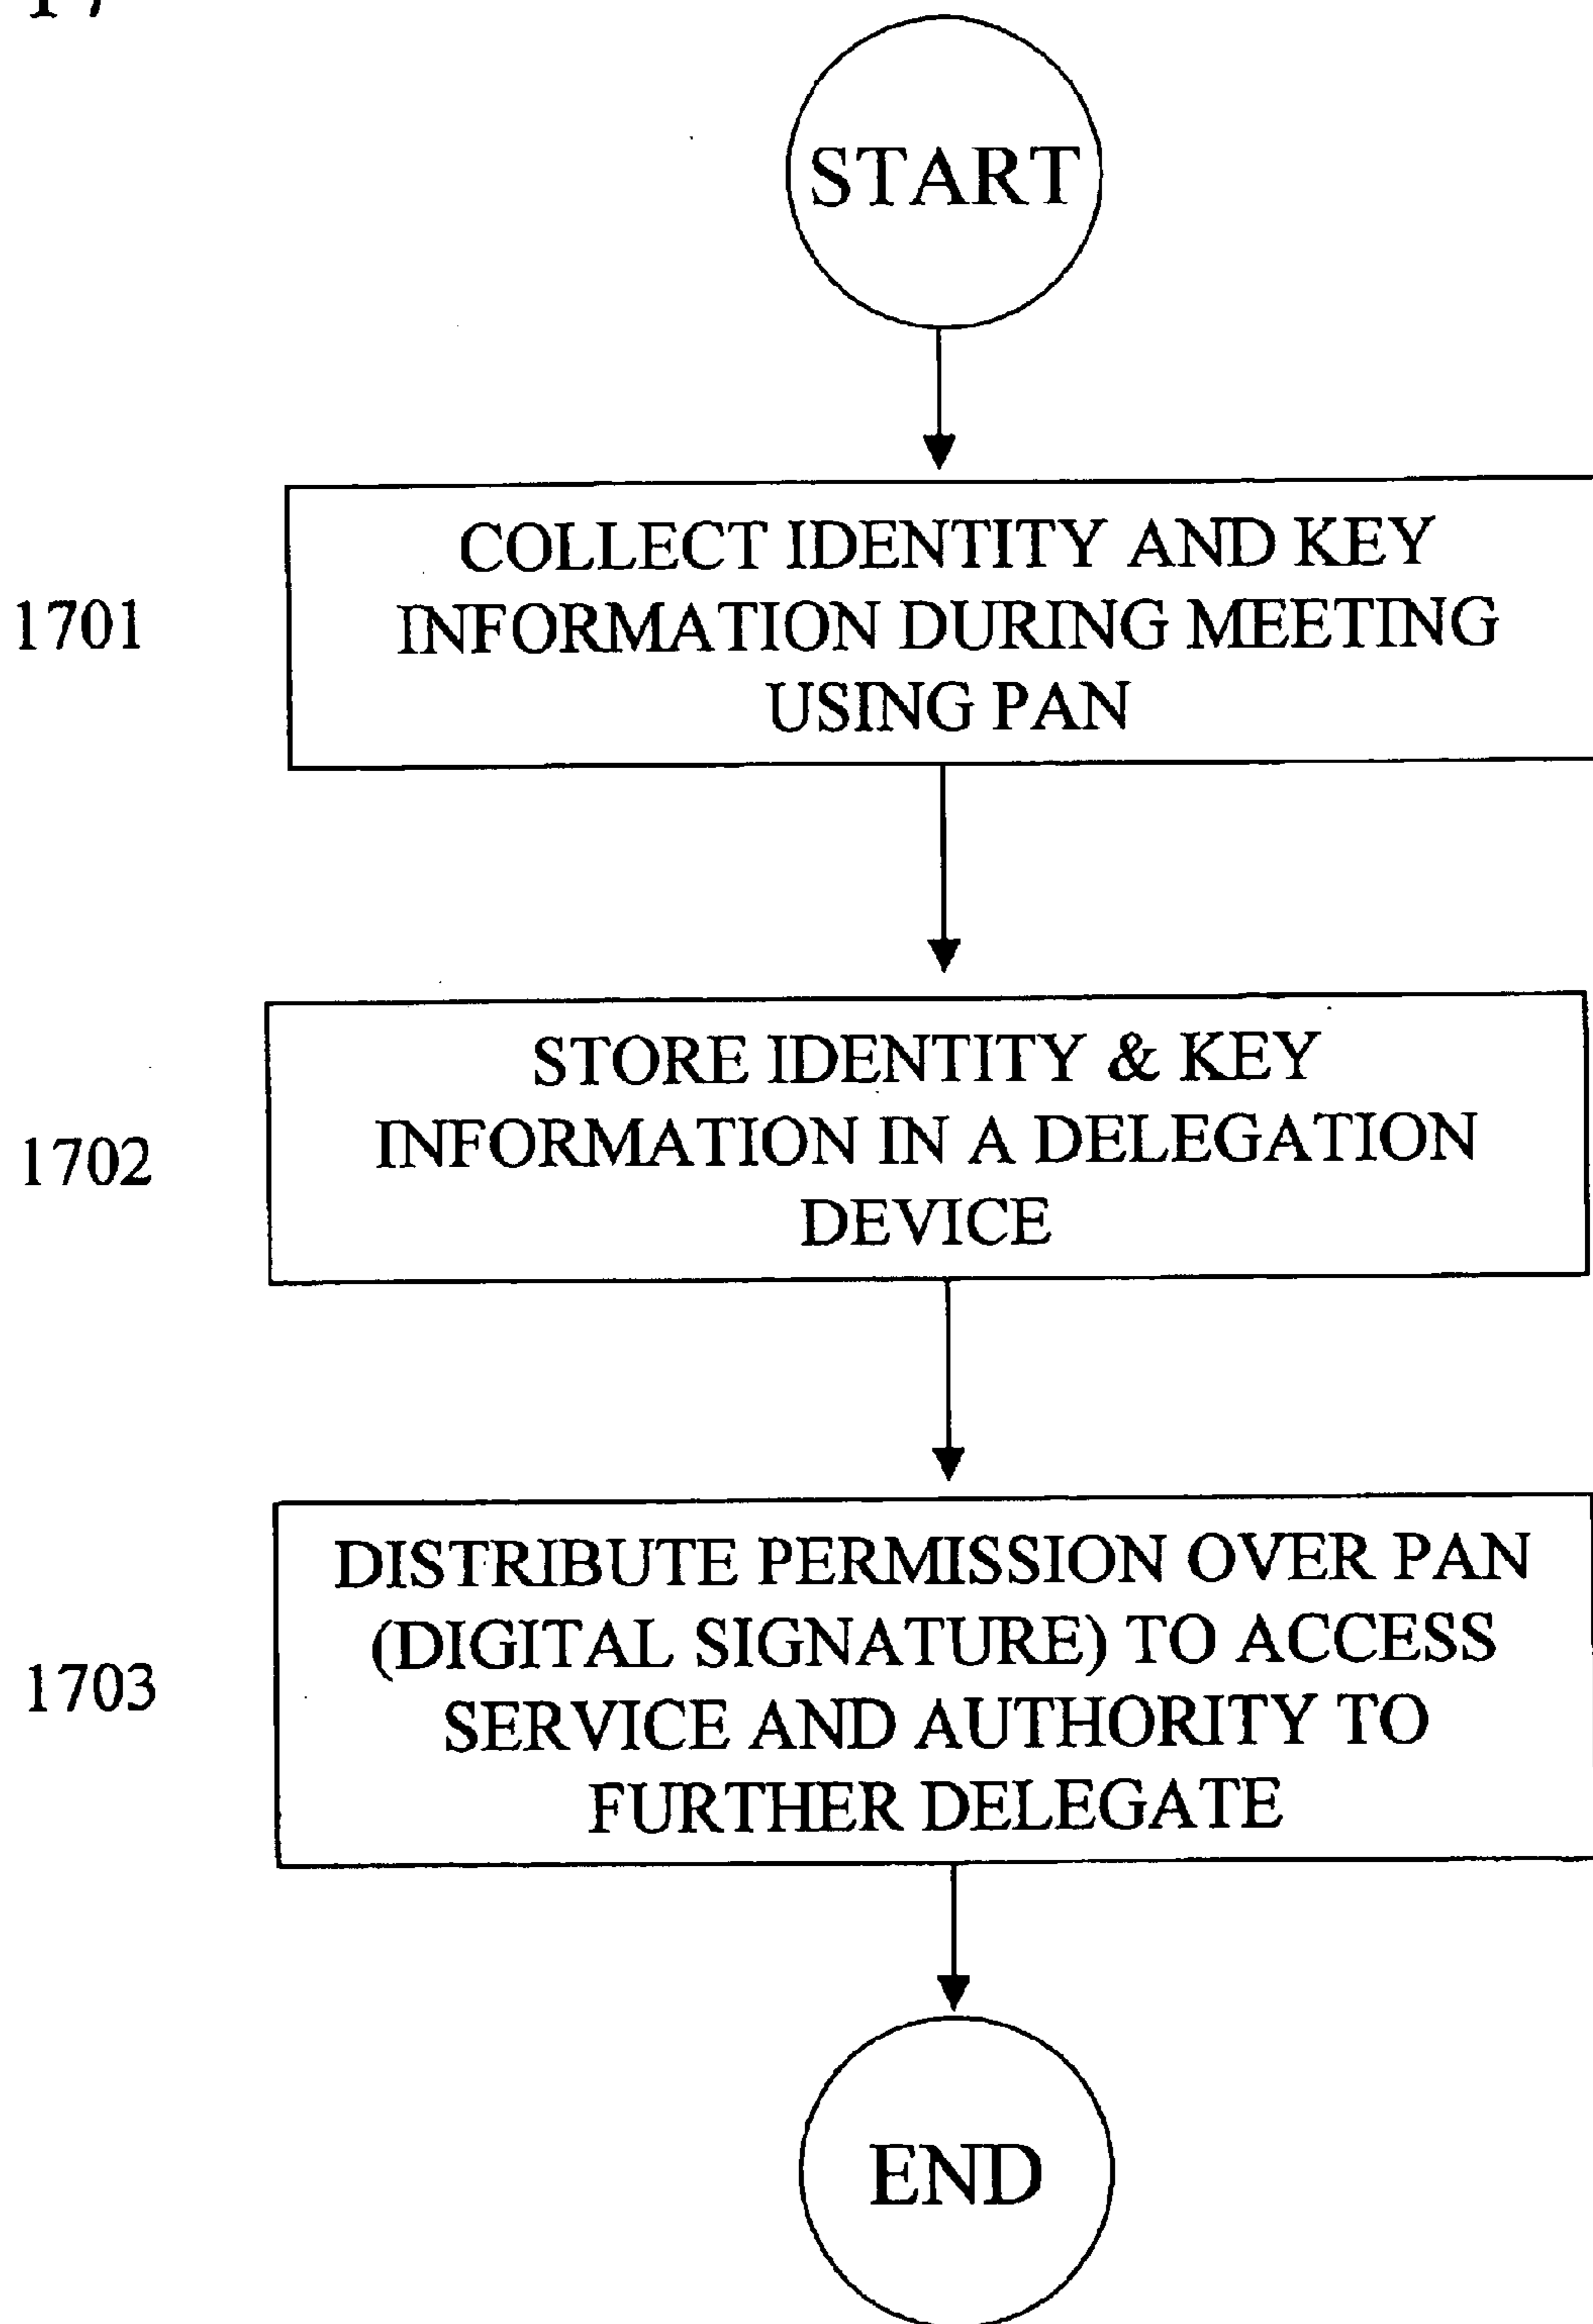 17
START
COLLECT IDENTITY AND KEY
1701
INFORMATION DURING MEETING
USING PAN
STORE IDENTITY & KEY
1702
INFORMATION IN A DELEGATION
DEVICE
DISTRIBUTE PERMISSION OVER PAN
(DIGITAL SIGNATURE) TO ACCESS
1703
SERVICE AND AUTHORITY TO
FURTHER DELEGATE
END